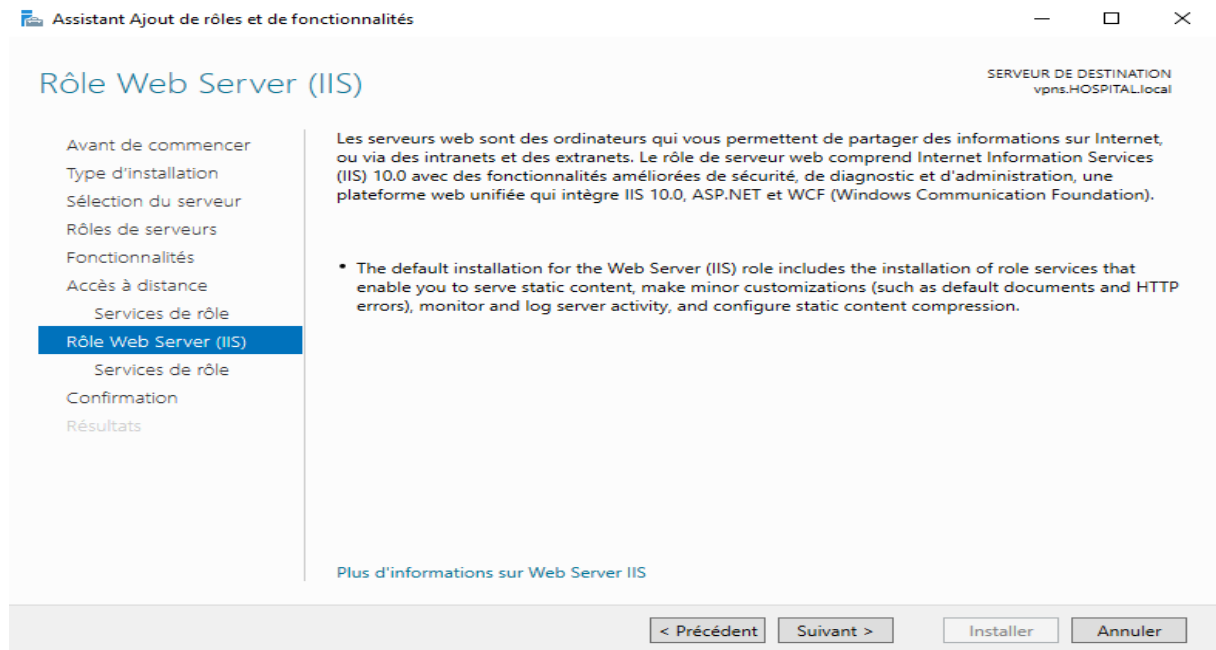 Assistant Ajout de rôles et de fonctionnalités
Rôle Web Server (IIS)
SERVEUR DE DESTINATION
vpns.HOSPITAL.local
Avant de commencer
Type d'installation
Sélection du serveur
Rôles de serveurs
Fonctionnalités
Accès à distance
Services de rôle
Rôle Web Server (IIS)
Services de rôle
Confirmation
Résultats
Les serveurs web sont des ordinateurs qui vous permettent de partager des informations sur Internet,
ou via des intranets et des extranets. Le rôle de serveur web comprend Internet Information Services
(IIS) 10.0 avec des fonctionnalités améliorées de sécurité, de diagnostic et d'administration, une
plateforme web unifiée qui intègre IIS 10.0, ASP.NET et WCF (Windows Communication Foundation).
• The default installation for the Web Server (IIS) role includes the installation of role services that
enable you to serve static content, make minor customizations (such as default documents and HTTP
errors), monitor and log server activity, and configure static content compression.
Plus d'informations sur Web Server IIS
< Précédent
Suivant >
Installer
Annuler